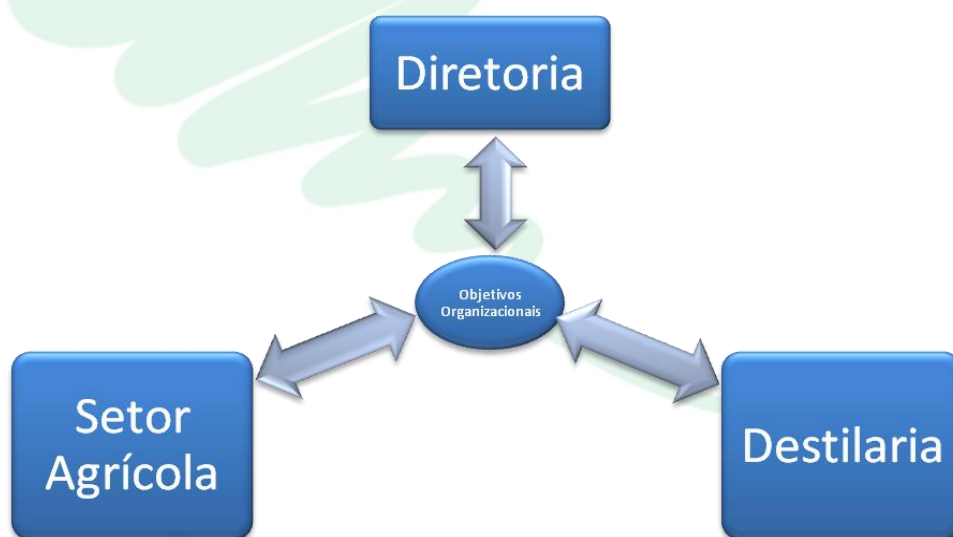 Diretoria
Objetivos
Organizacionais
Setor
Agrícola
Destilaria